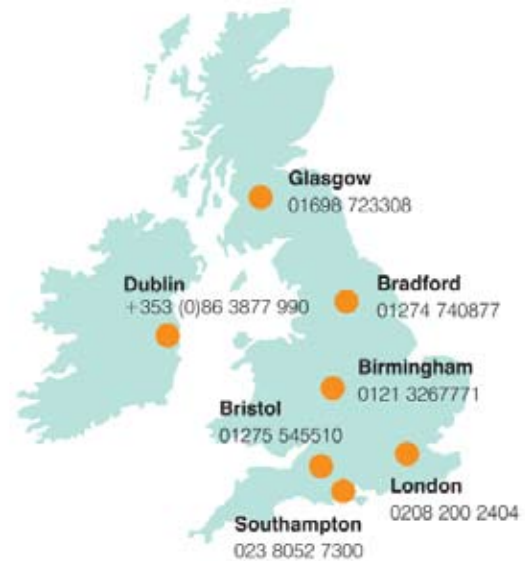 Glasgow
01698 723308
Dublin
+353 (0)86 3877 990
Bradford
01274 740877
Birmingham
0121 3267771
Bristol
01275 545510
London
0208 200 2404
Southampton
023 8052 7300